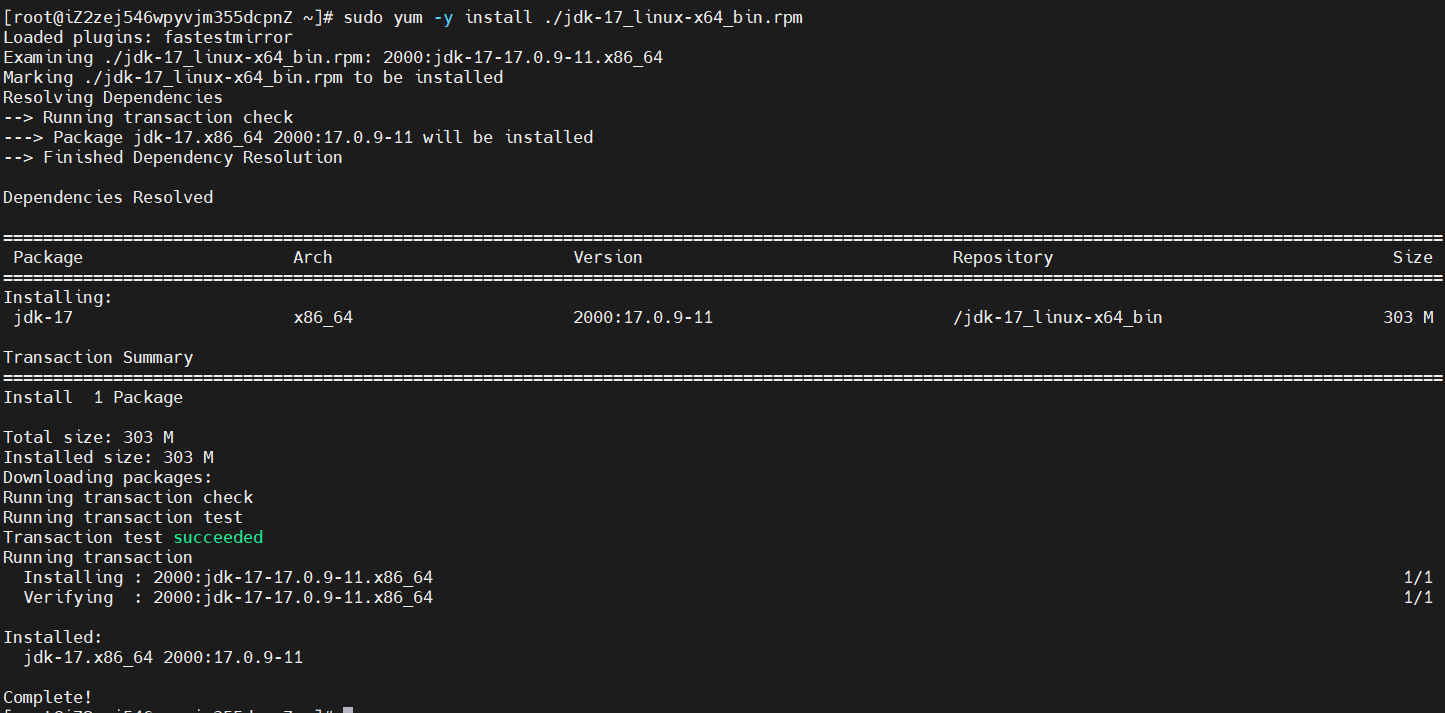 [root@iZ2zej546wpyvjm355dcpnZ ~]# sudo yum -y install ./jdk-17_linux-x64_bin.rpm
Loaded plugins: fastestmirror
Examining ./jdk-17_linux-x64_bin.rpm: 2000:jdk-17-17.0.9-11.x86_64
Marking ./jdk-17_linux-x64_bin.rpm to be installed
Resolving Dependencies
--> Running transaction check
---> Package jdk-17.x86_64 2000:17.0.9-11 will be installed
--> Finished Dependency Resolution
Dependencies Resolved
Package Arch Version Repository Size
Installing:
jdk-17 x86_64 2000:17.0.9-11 /jdk-17_linux-x64_bin 303 M
Transaction Summary
Install 1 Package
Total size: 303 M
Installed size: 303 M
Downloading packages:
Running transaction check
Running transaction test
Transaction test succeeded
Running transaction
Installing : 2000:jdk-17-17.0.9-11.x86_64 1/1
Verifying : 2000:jdk-17-17.0.9-11.x86_64 1/1
Installed:
jdk-17.x86_64 2000:17.0.9-11
Complete!